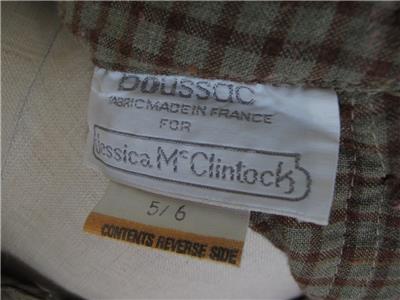 boussac
FABRIC MADE IN FRANCE
FOR
Jessica McClintock
5/6
CONTENTS REVERSE SIDE